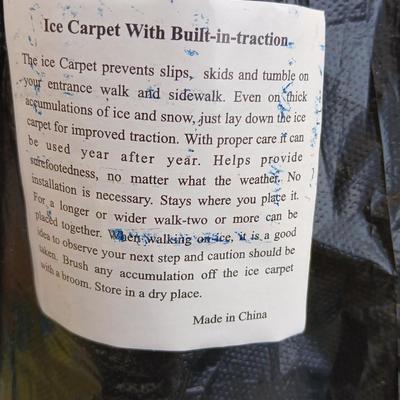 Ice Carpet With Built-in-traction
The ice Carpet prevents slips, skids and tumble on
your entrance walk and sidewalk. Even on thick
accumulations of ice and snow, just lay down the ice
carpet for improved traction. With proper care it can
be used year after year. Helps provide
surefootedness, no matter what the weather. No
installation is necessary. Stays where you place it.
For a longer or wider walk-two or more can be
placed together. When walking on ice, it is a good
idea to observe your next step and caution should be
taken. Brush any accumulation off the ice carpet
with a broom. Store in a dry place.
Made in China